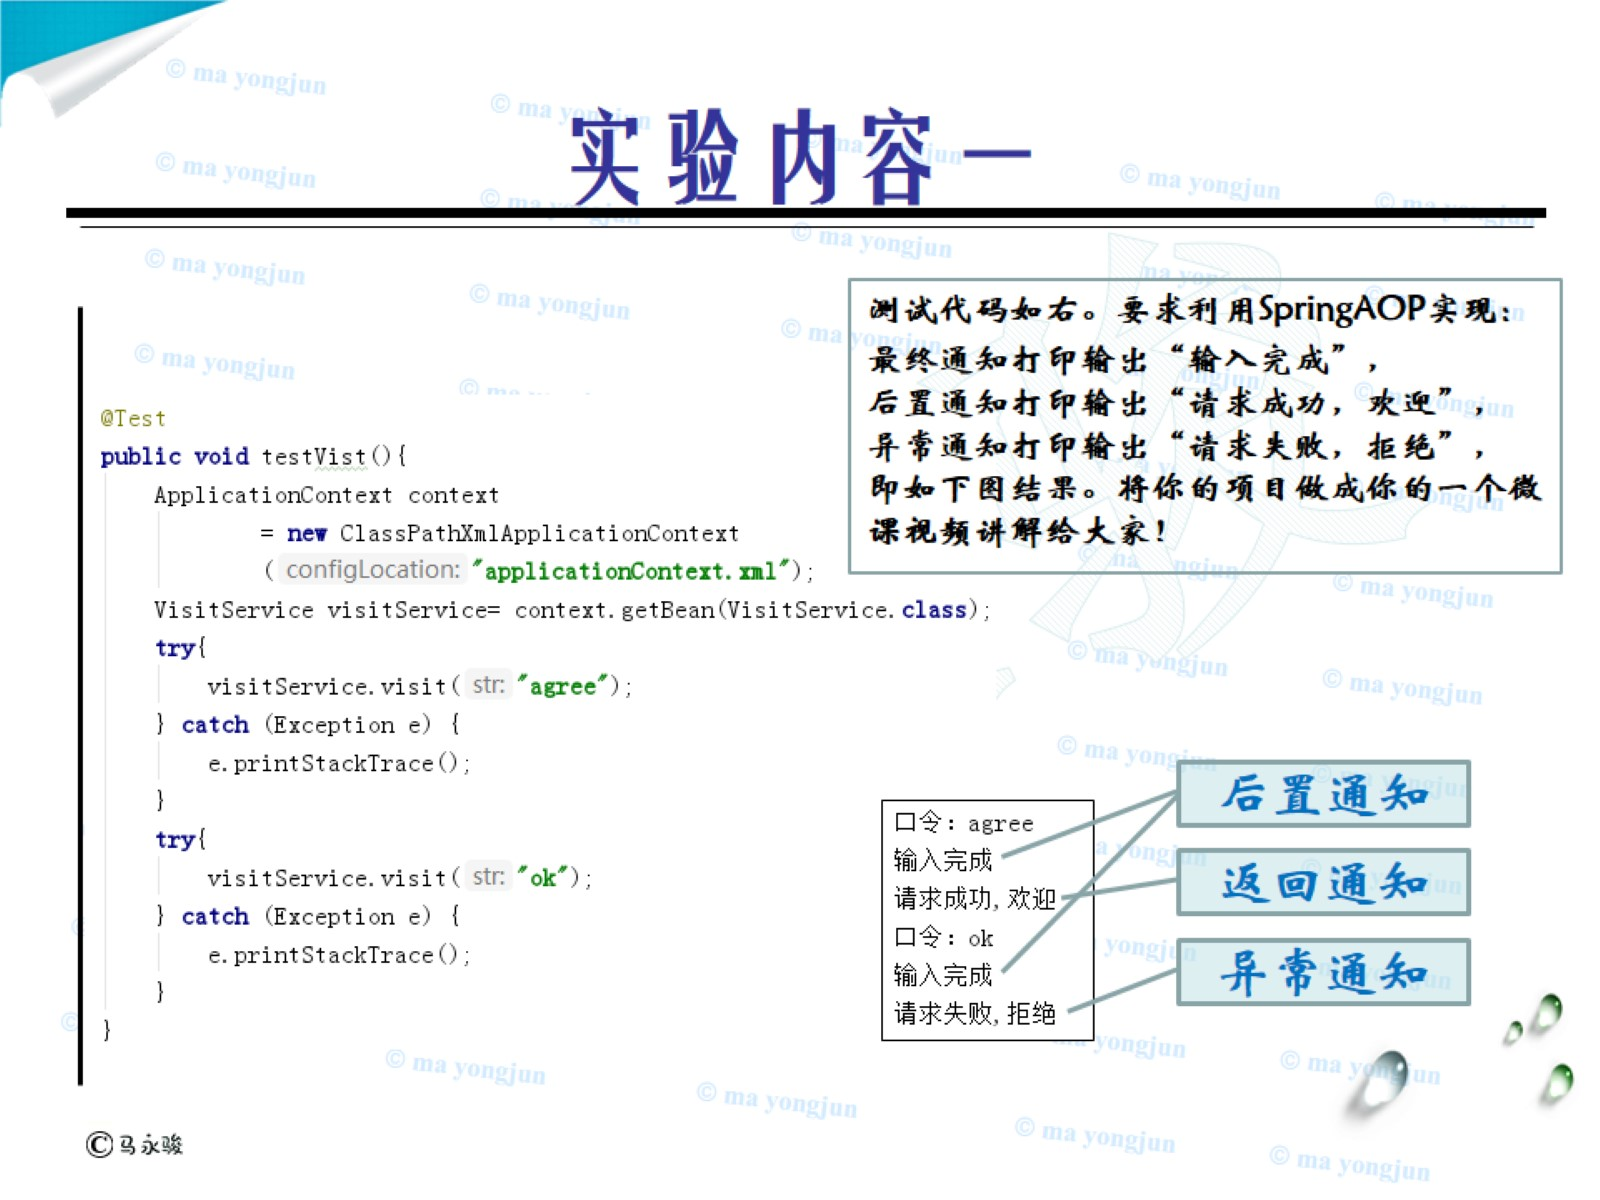 实验内容一
测试代码如右。要求利用SpringAOP实现：
最终通知打印输出“输入完成”，
后置通知打印输出“请求成功，欢迎”，
异常通知打印输出“请求失败，拒绝”，
即如下图结果。将你的项目做成你的一个微
课视频讲解给大家！
@Test
public void testVist(){
ApplicationContext context
= new ClassPathXmlApplicationContext
( configLocation: "applicationContext.xml");
VisitService visitService= context.getBean(VisitService.class);
try{
visitService.visit( str: "agree");
} catch (Exception e) {
e.printStackTrace();
}
try{
visitService.visit( str: "ok");
} catch (Exception e) {
e.printStackTrace();
}
}
口令：agree
输入完成
请求成功,欢迎
口令：ok
输入完成
请求失败,拒绝
后置通知
返回通知
异常通知
©马永骏
© ma yongjun